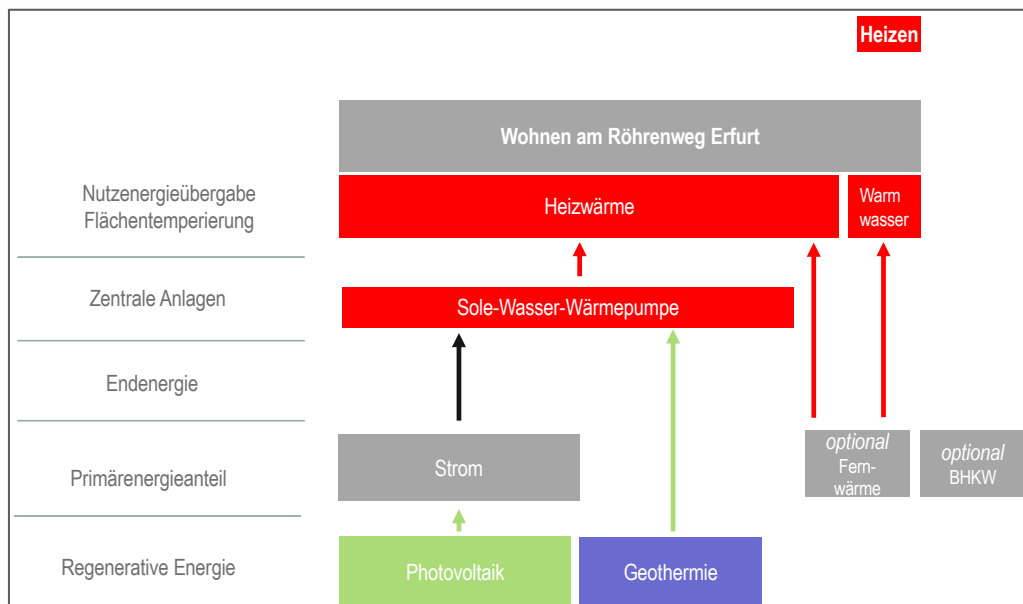 Heizen
Wohnen am Röhrenweg Erfurt
Nutzenergieübergabe
Flächentemperierung
Heizwärme
Warm
wasser
Zentrale Anlagen
Sole-Wasser-Wärmepumpe
Endenergie
Primärenergieanteil
Strom
optional
Fern-
wärme
optional
BHKW
Regenerative Energie
Photovoltaik
Geothermie